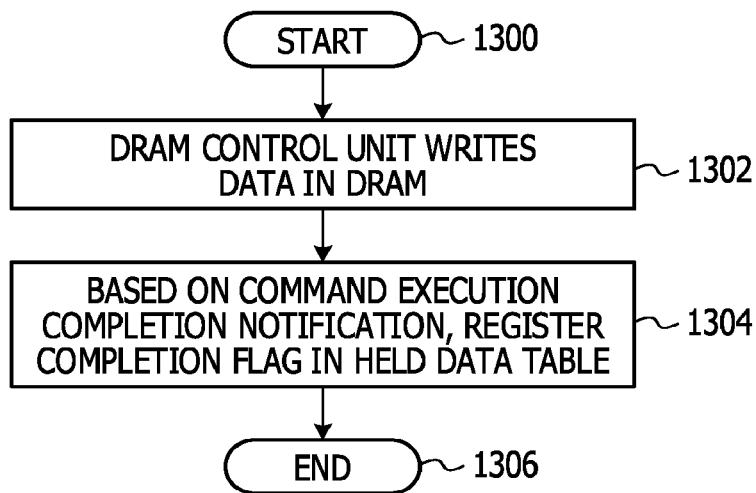 START
1300
DRAM CONTROL UNIT WRITES
DATA IN DRAM
1302
BASED ON COMMAND EXECUTION
COMPLETION NOTIFICATION, REGISTER
COMPLETION FLAG IN HELD DATA TABLE
1304
END
1306